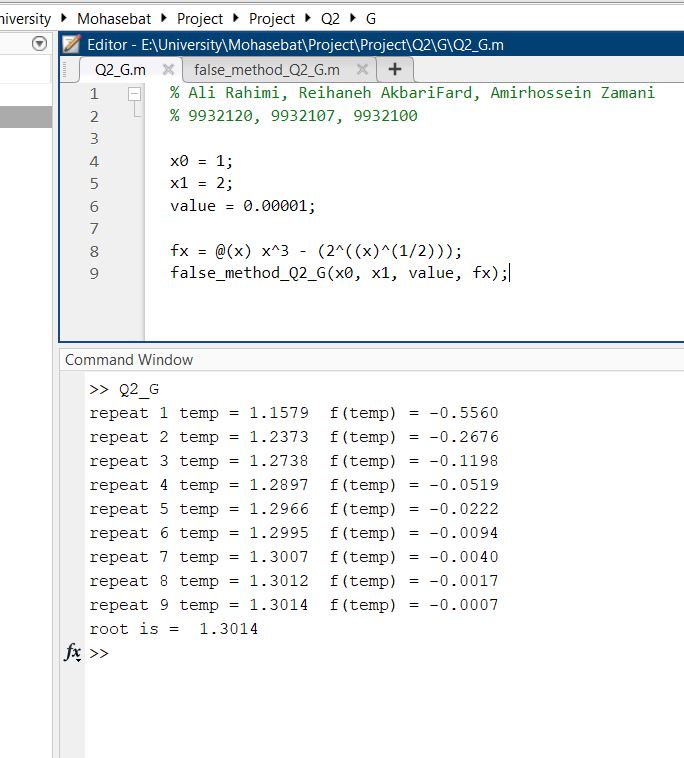 niversity ▸ Mohasebat ▸ Project ▸ Project ▸ Q2 ▸ G
Editor - E:\University\Mohasebat\Project\Project\Q2\G\Q2_G.m
Q2_G.m × false_method_Q2_G.m × +
1 % Ali Rahimi, Reihaneh AkbariFard, Amirhossein Zamani
2 % 9932120, 9932107, 9932100
3
4 x0 = 1;
5 x1 = 2;
6 value = 0.00001;
7
8 fx = @(x) x^3 - (2^((x)^(1/2)));
9 false_method_Q2_G(x0, x1, value, fx);
Command Window
>> Q2_G
repeat 1 temp = 1.1579 f(temp) = -0.5560
repeat 2 temp = 1.2373 f(temp) = -0.2676
repeat 3 temp = 1.2738 f(temp) = -0.1198
repeat 4 temp = 1.2897 f(temp) = -0.0519
repeat 5 temp = 1.2966 f(temp) = -0.0222
repeat 6 temp = 1.2995 f(temp) = -0.0094
repeat 7 temp = 1.3007 f(temp) = -0.0040
repeat 8 temp = 1.3012 f(temp) = -0.0017
repeat 9 temp = 1.3014 f(temp) = -0.0007
root is = 1.3014
fx >>